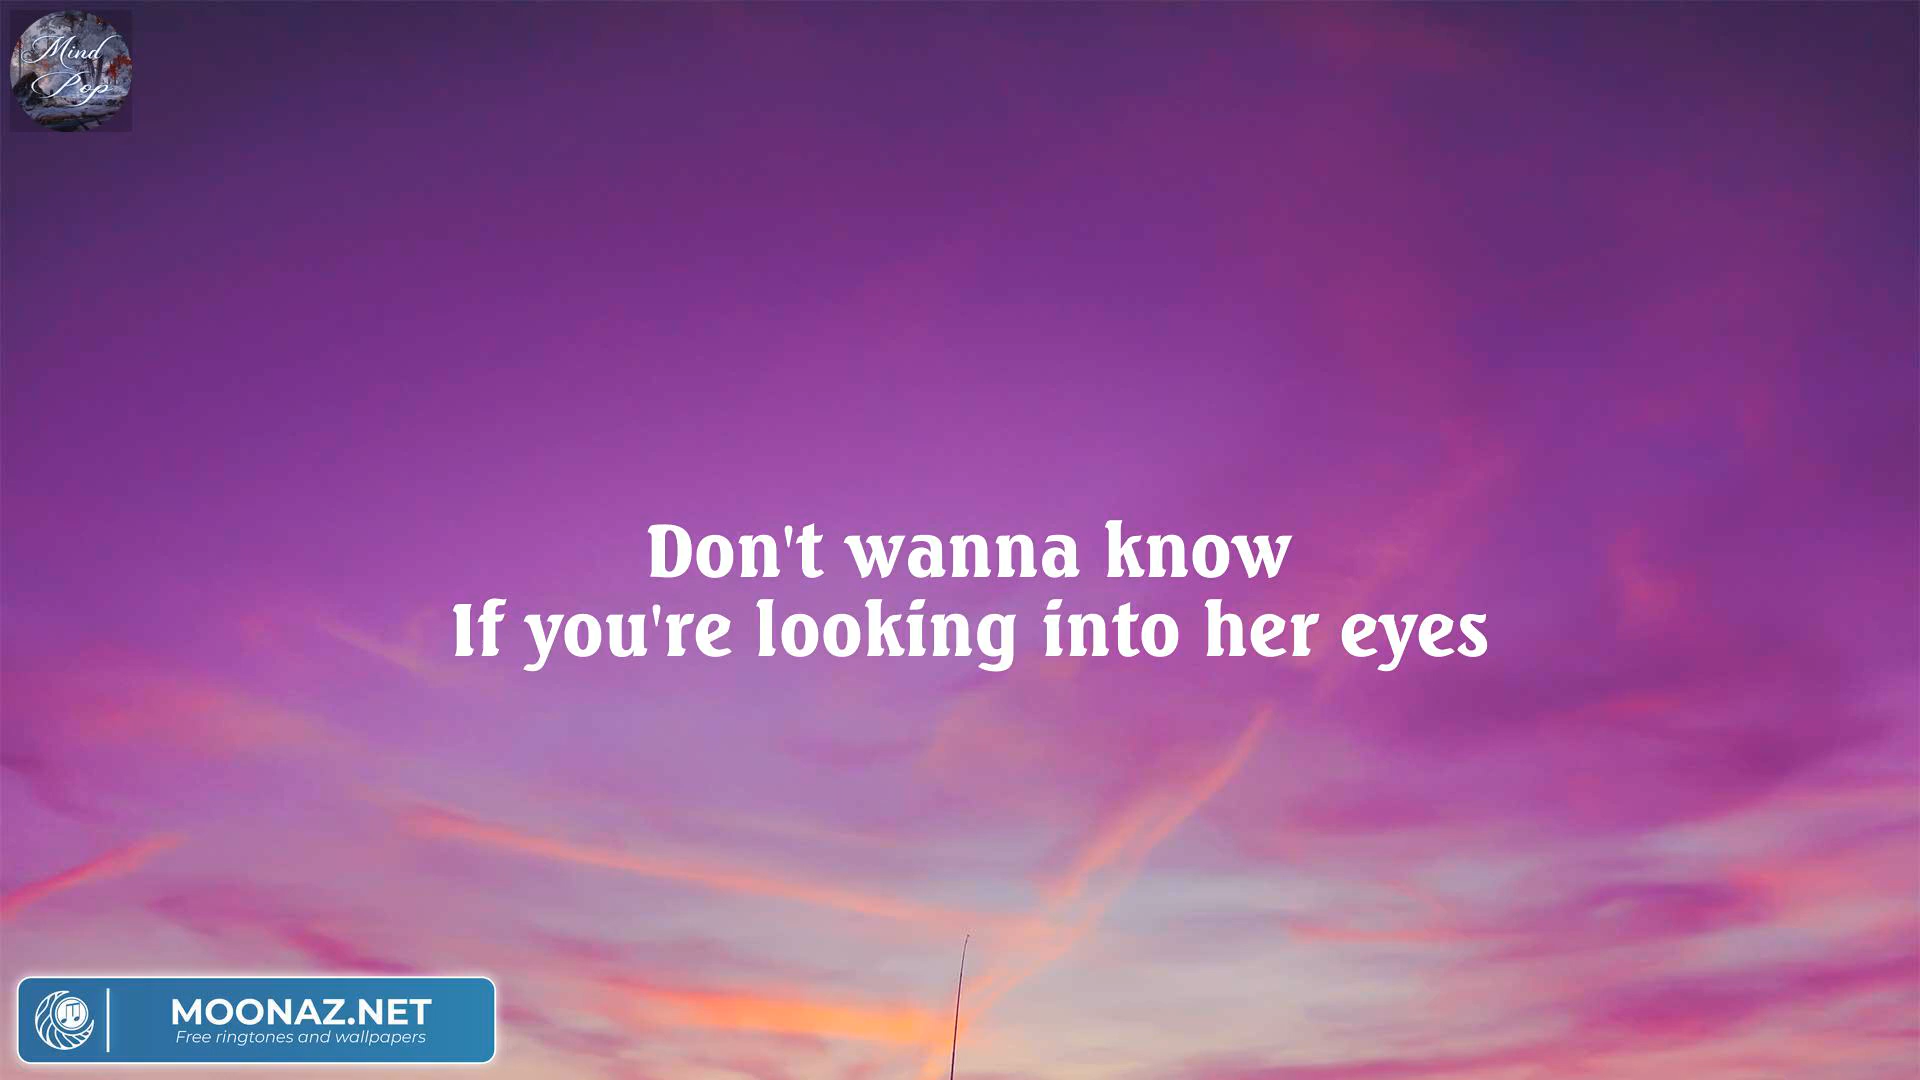 Mind
Pop
Don't wanna know
If you're looking into her eyes
MOONAZ.NET
Free ringtones and wallpapers